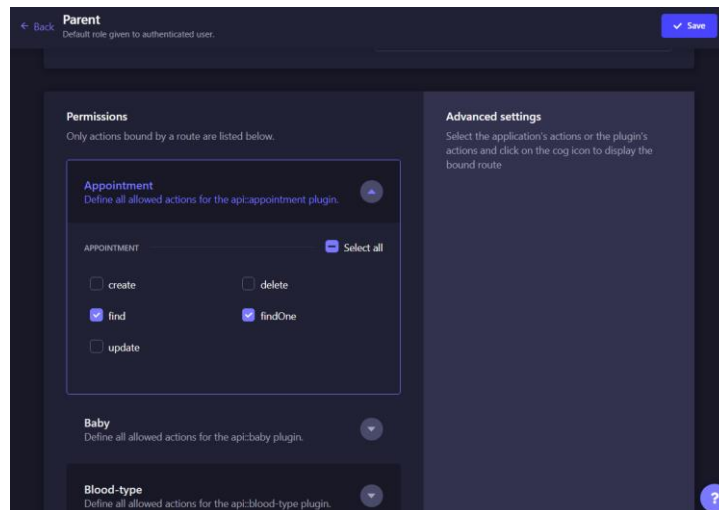 ← Back
Parent
Default role given to authenticated user.
Save
Permissions
Only actions bound by a route are listed below.
Advanced settings
Select the application's actions or the plugin's
actions and click on the cog icon to display the
bound route
Appointment
Define all allowed actions for the api::appointment plugin.
APPOINTMENT
Select all
create
delete
find
findOne
update
Baby
Define all allowed actions for the api::baby plugin.
Blood-type
Define all allowed actions for the api::blood-type plugin.
?